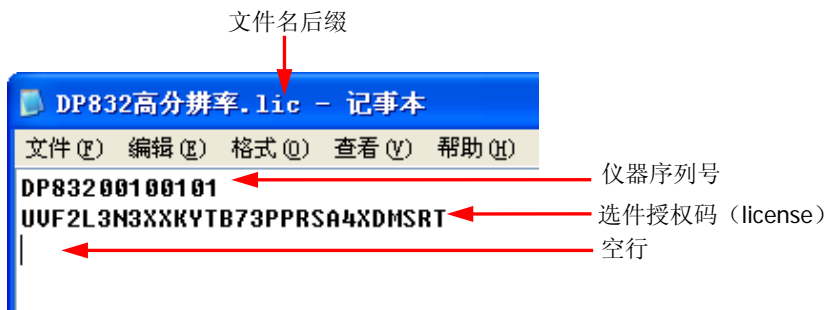 文件名后缀
DP832高分辨率.lic - 记事本
文件(F) 编辑(E) 格式(O) 查看(V) 帮助(H)
DP83200100101
仪器序列号
UVF2L3N3XXKYTB73PPRSA4XDMSRT
选件授权码（license）
空行